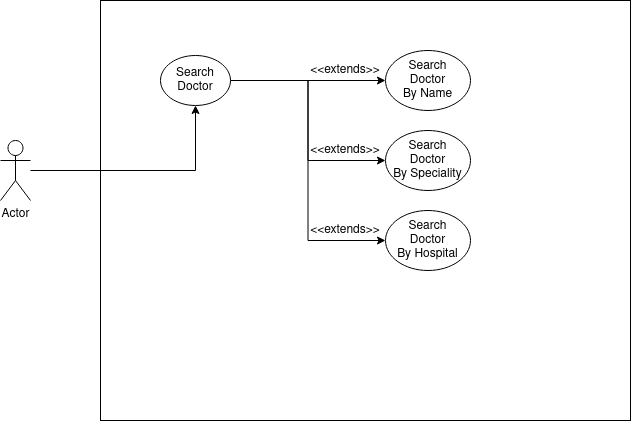 Search
Doctor
<<extends>>
Search
Doctor
By Name
<<extends>>
Search
Doctor
By Speciality
Actor
<<extends>>
Search
Doctor
By Hospital